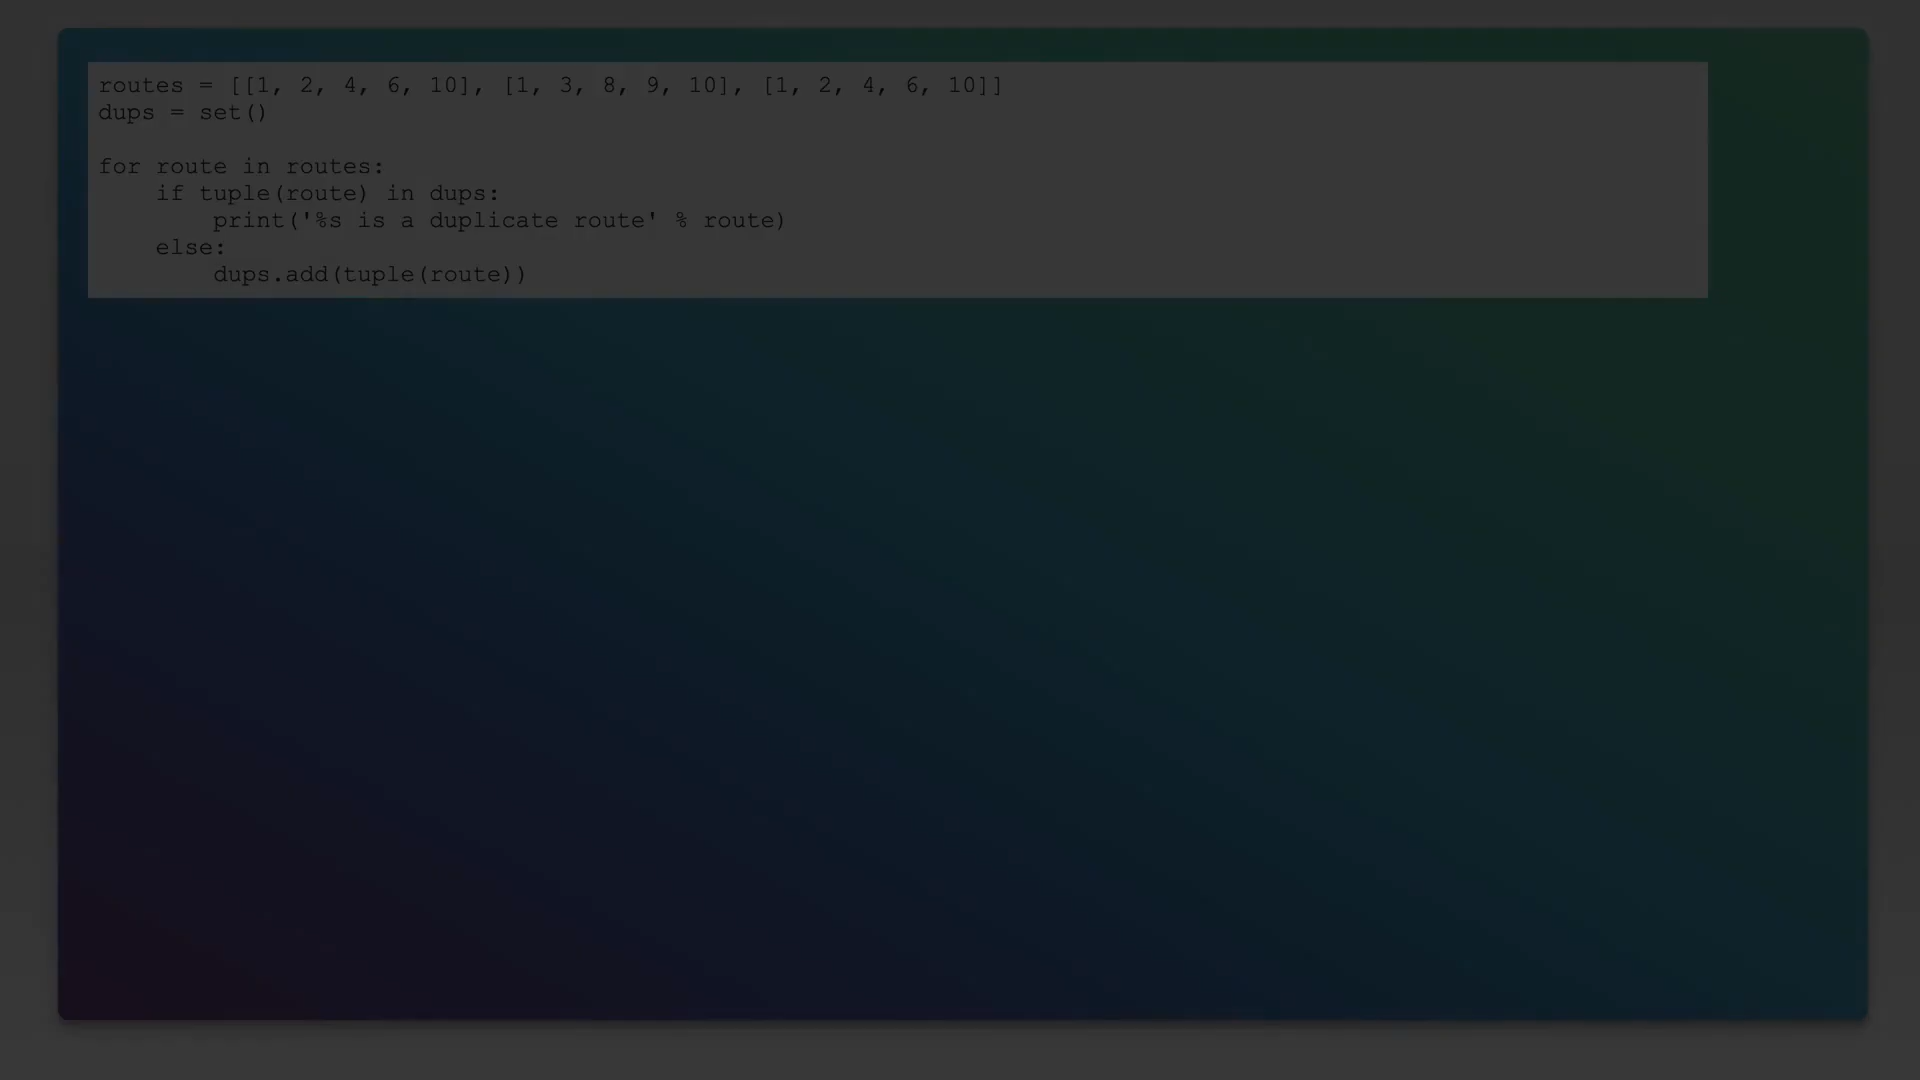 routes = [[1, 2, 4, 6, 10], [1, 3, 8, 9, 10], [1, 2, 4, 6, 10]]
dups = set()

for route in routes:
    if tuple(route) in dups:
        print('%s is a duplicate route' % route)
    else:
        dups.add(tuple(route))